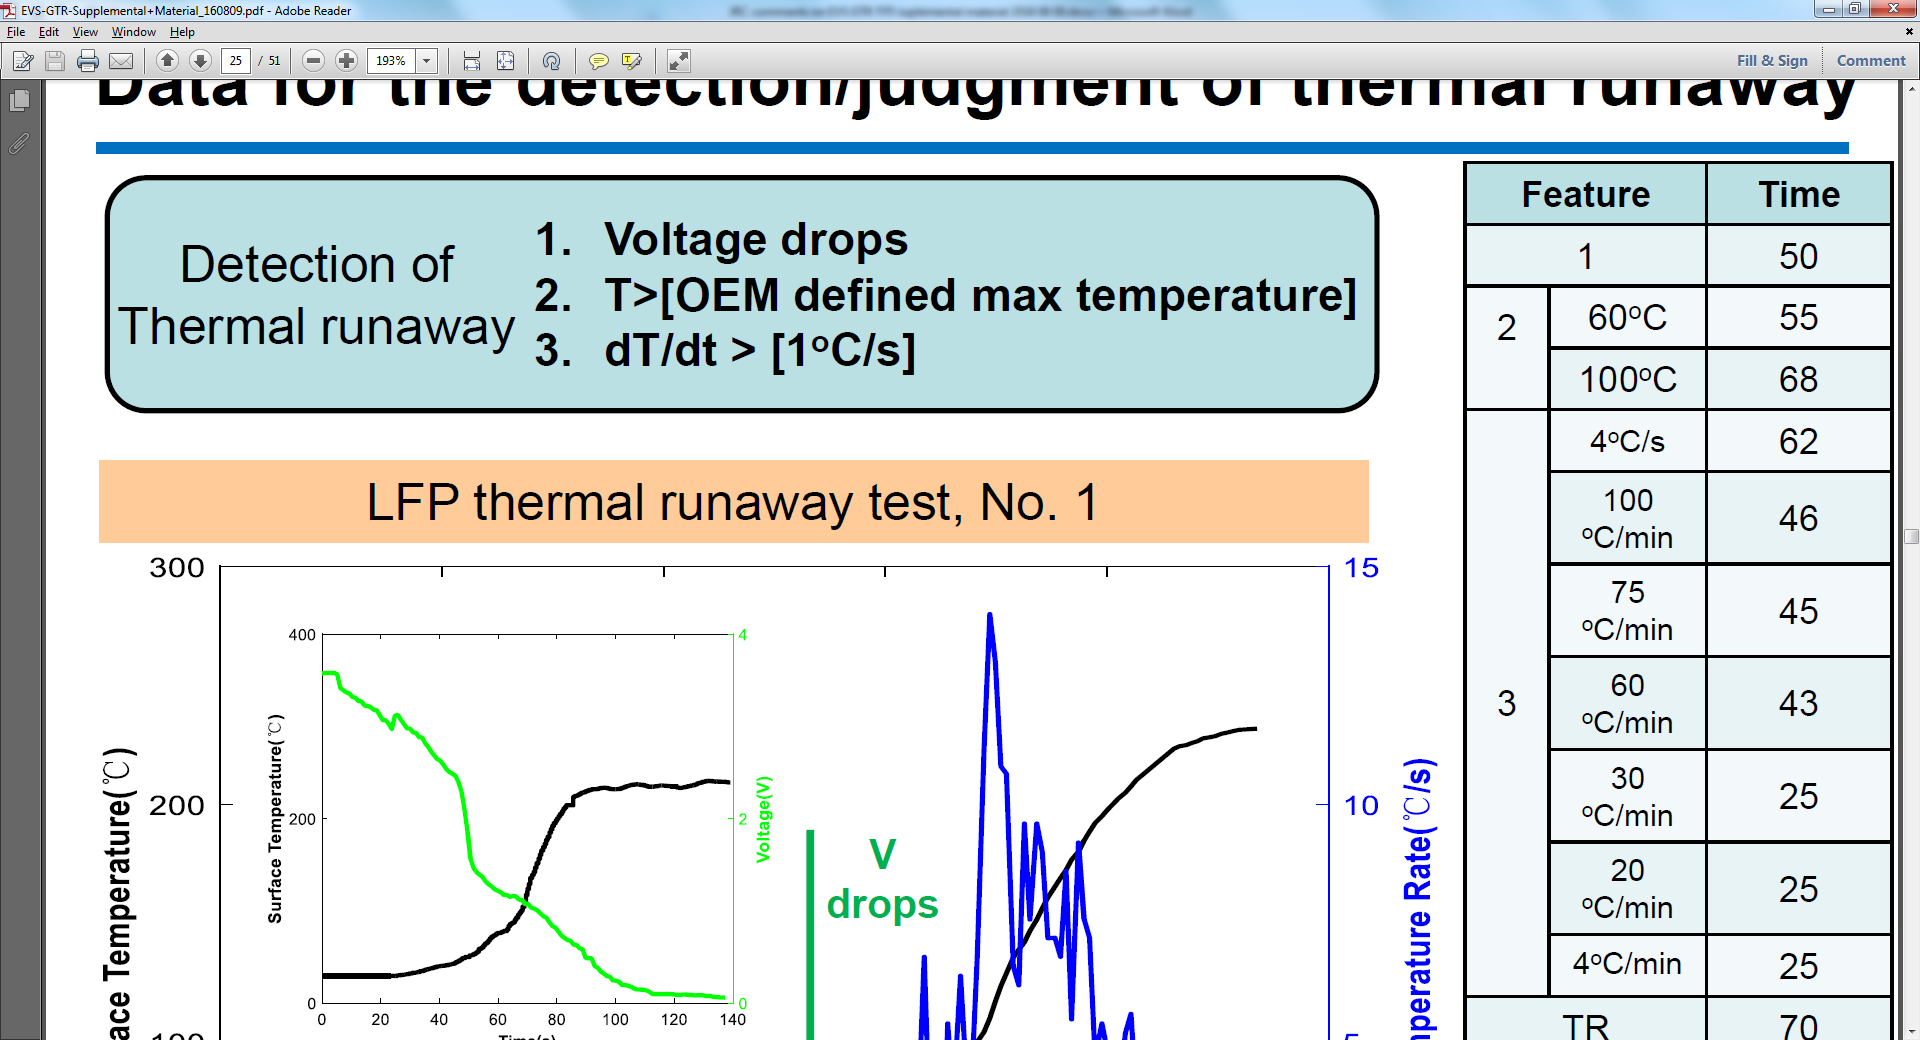 EVS-GTR-Supplemental+Material_160809.pdf - Adobe Reader
File Edit View Window Help
25 / 51
193%
Fill & Sign
Comment
Data for the detection/judgment of thermal runaway
Detection of
Thermal runaway
1. Voltage drops
2. T>[OEM defined max temperature]
3. dT/dt > [1°C/s]
Feature Time
1 50
2 60°C 55
100°C 68
3
4°C/s 62
100
°C/min
46
75
°C/min
45
60
°C/min
43
30
°C/min
25
20
°C/min
25
4°C/min 25
TR 70
LFP thermal runaway test, No. 1
300
200
100
ace Temperature(℃)
15
10
5
perature Rate(℃/s)
400
200
0
Surface Temperature(℃)
4
2
0
Voltage(V)
0 20 40 60 80 100 120 140
Time(s)
V
drops